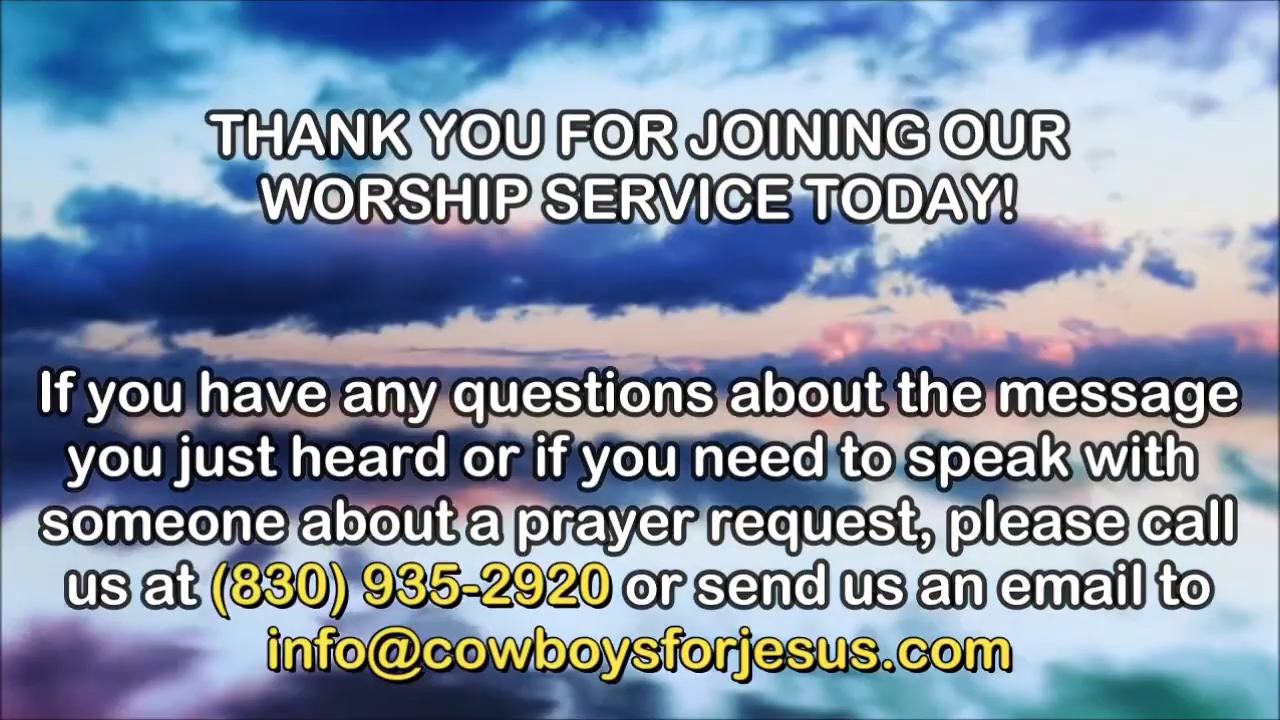 THANK YOU FOR JOINING OUR
WORSHIP SERVICE TODAY!
If you have any questions about the message
you just heard or if you need to speak with
someone about a prayer request, please call
us at (830) 935-2920 or send us an email to
info@cowboysforjesus.com